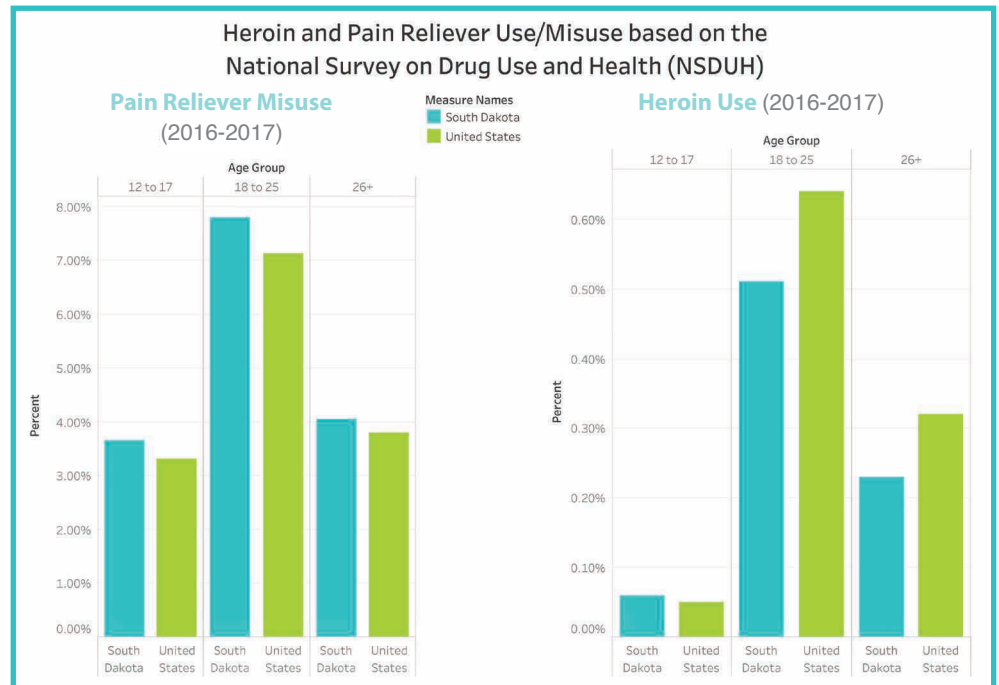 Heroin and Pain Reliever Use/Misuse based on the
National Survey on Drug Use and Health (NSDUH)
Pain Reliever Misuse
(2016-2017)
Measure Names
South Dakota
United States
Heroin Use (2016-2017)
Age Group
12 to 17 18 to 25 26+
8.00%
7.00%
6.00%
5.00%
4.00%
3.00%
2.00%
1.00%
0.00%
Percent
South United South United South United
Dakota States Dakota States Dakota States
Age Group
12 to 17 18 to 25 26+
0.60%
0.50%
0.40%
0.30%
0.20%
0.10%
0.00%
Percent
South United South United South United
Dakota States Dakota States Dakota States